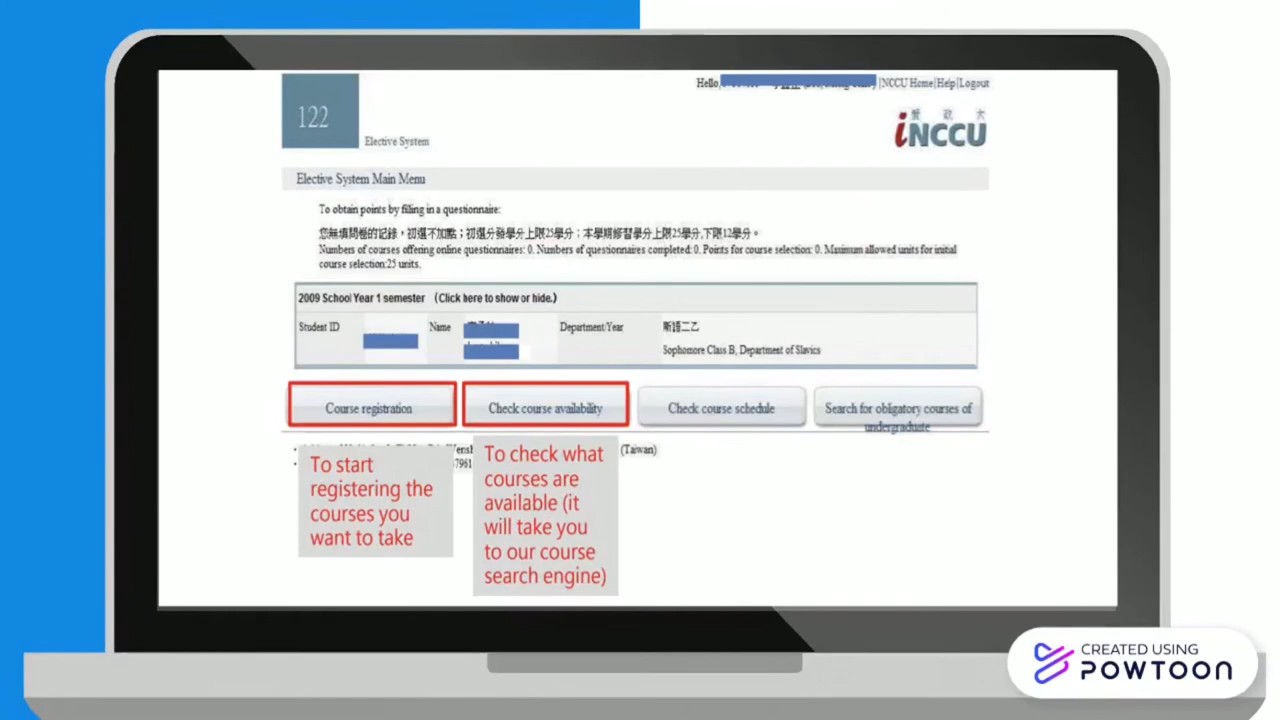 Hello, |NCCU Home|Help|Logout
122
Elective System
愛 政 大
iNCCU
Elective System Main Menu
To obtain points by filling in a questionnaire:
您無填問卷的記錄，初選不加點；初選分發學分上限25學分；本學期修習學分上限25學分,下限12學分。
Numbers of courses offering online questionnaires: 0. Numbers of questionnaires completed: 0. Points for course selection: 0. Maximum allowed units for initial
course selection:25 units.
2009 School Year 1 semester (Click here to show or hide.)
Student ID Name Department/Year 斯語二乙
Sophomore Class B, Department of Slavics
Course registration Check course availability Check course schedule Search for obligatory courses of
undergraduate
(Taiwan)
7961
To start
registering the
courses you
want to take
To check what
courses are
available (it
will take you
to our course
search engine)
CREATED USING
POWTOON